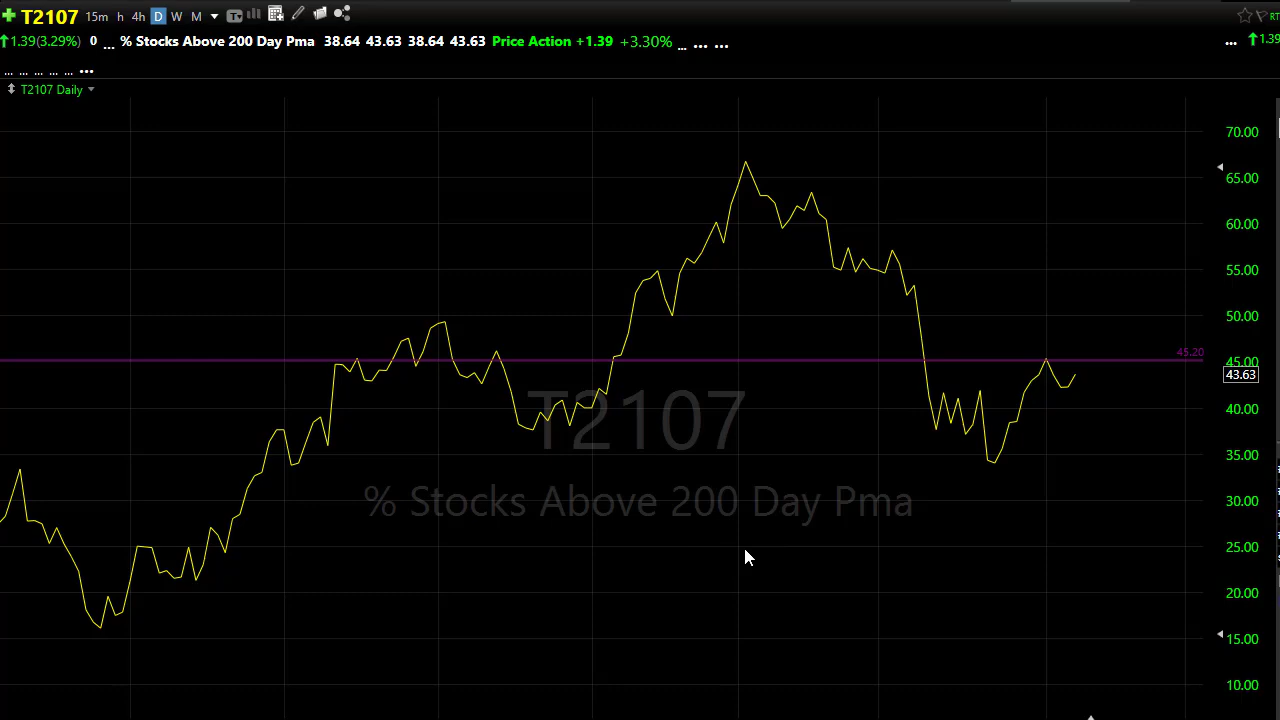 T2107 15m h 4h D W M T RT
1.39(3.29%) 0 ... % Stocks Above 200 Day Pma 38.64 43.63 38.64 43.63 Price Action +1.39 +3.30% ... ... ... ... 1.39
... ... ... ... ... ...
T2107 Daily
70.00
65.00
60.00
55.00
50.00
45.20
45.00
43.63
40.00
T2107
35.00
% Stocks Above 200 Day Pma
30.00
25.00
20.00
15.00
10.00